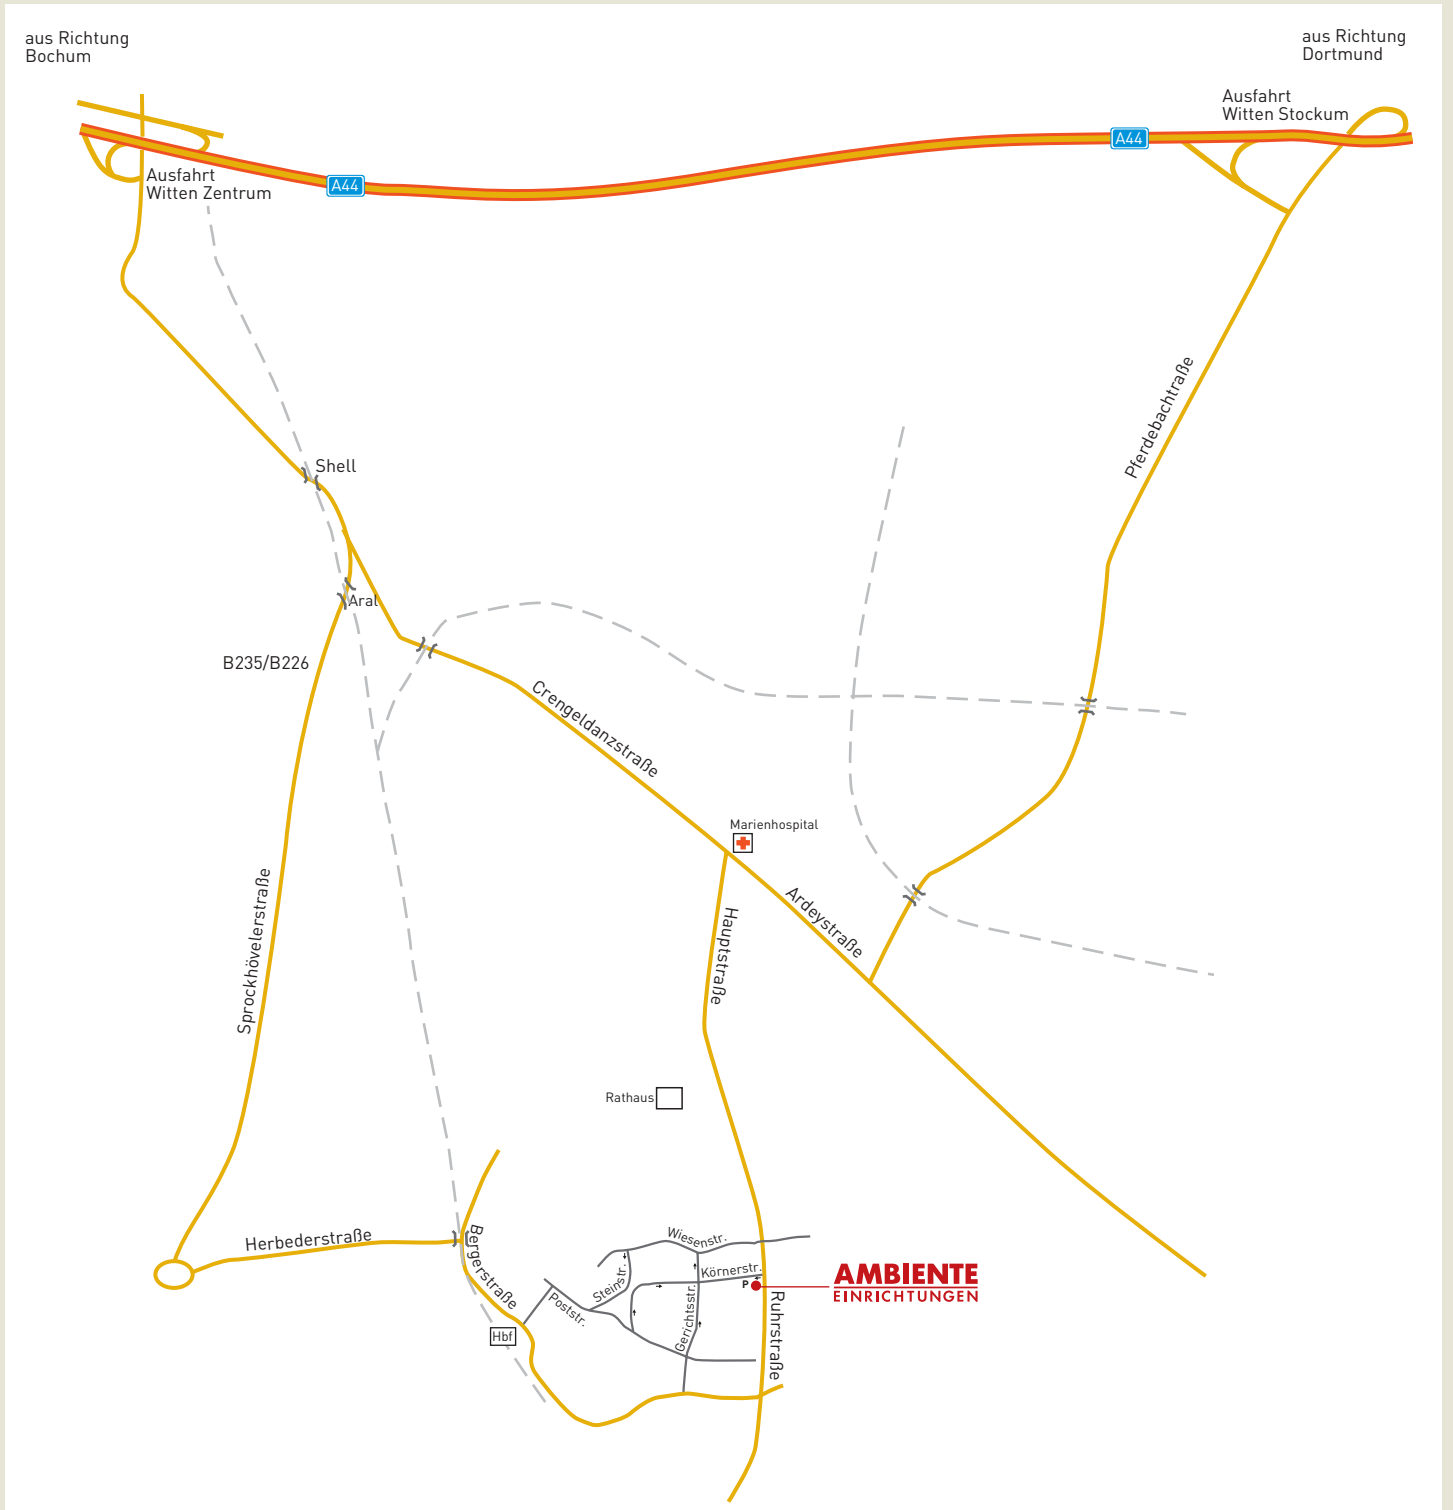 aus Richtung
Bochum
aus Richtung
Dortmund
Ausfahrt
Witten Stockum
A44
A44
Ausfahrt
Witten Zentrum
Pferdebachtraße
Shell
Aral
B235/B226
Crengeldanzstraße
Marienhospital
Ardeystraße
Hauptstraße
Sprockhövelerstraße
Rathaus
Herbederstraße
Bergerstraße
Wiesenstr.
Körnerstr.
Steinstr.
Poststr.
Gerichtsstr.
P
AMBIENTE
EINRICHTUNGEN
Ruhrstraße
Hbf